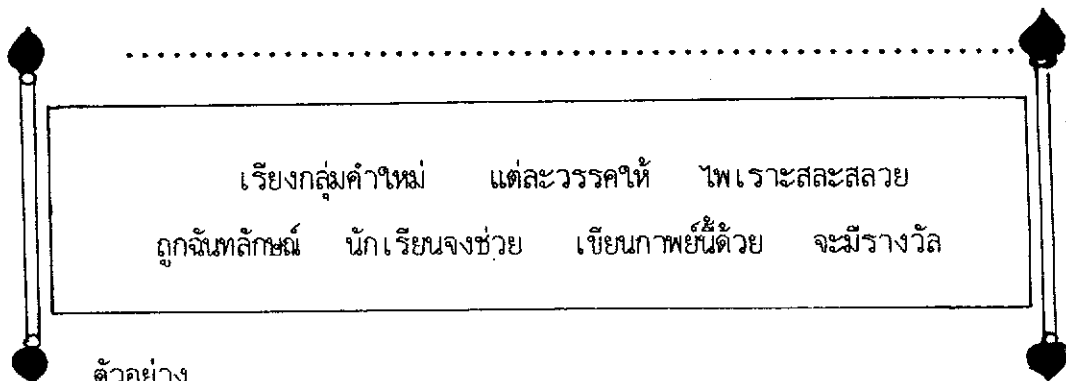 เรียงกลุ่มคำใหม่ แต่ละวรรคให้ ไพเราะสละสลวย
ถูกฉันทลักษณ์ นักเรียนจงช่วย เขียนกาพย์นี้ด้วย จะมีรางวัล
ตัวอย่าง